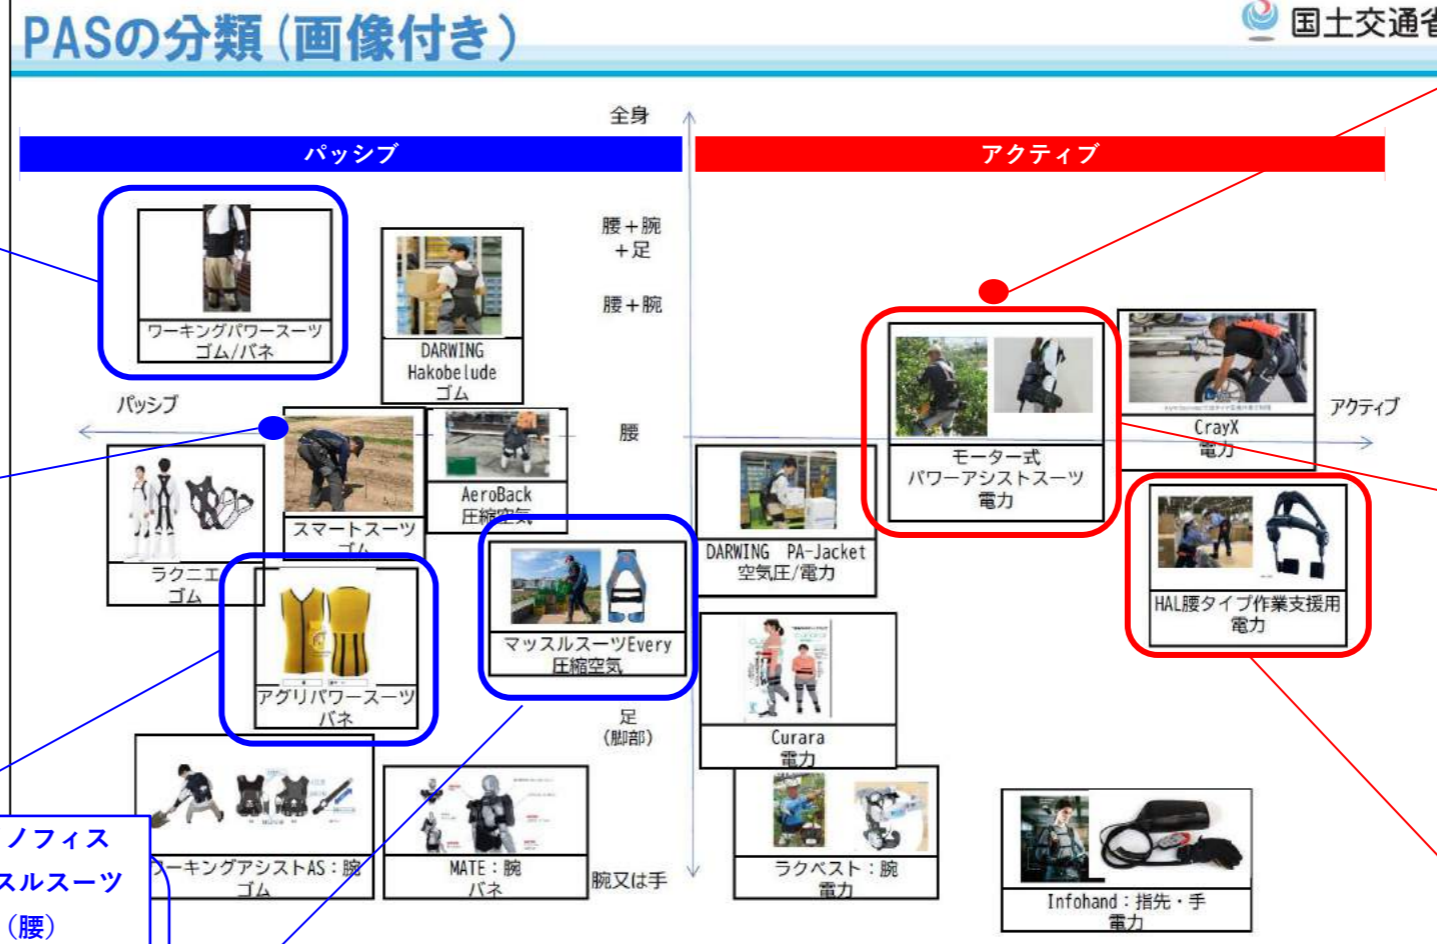 PASの分類(画像付き)
国土交通省
全身
パッシブ
アクティブ
腰+腕
+足
腰+腕
ワーキングパワースーツ
ゴム/バネ
DARWING
Hakobelude
ゴム
パッシブ
腰
アクティブ
CrayX
電力
モーター式
パワーアシストスーツ
電力
AeroBack
圧縮空気
スマートスーツ
ゴム
ラクニエ
ゴム
DARWING PA-Jacket
空気圧/電力
HAL腰タイプ作業支援用
電力
マッスルスーツEvery
圧縮空気
アグリパワースーツ
バネ
足
(脚部)
Curara
電力
ノフィス
スルスーツ
(腰)
ーキングアシストAS:腕
ゴム
MATE:腕
バネ
腕又は手
ラクベスト:腕
電力
Infohand:指先・手
電力